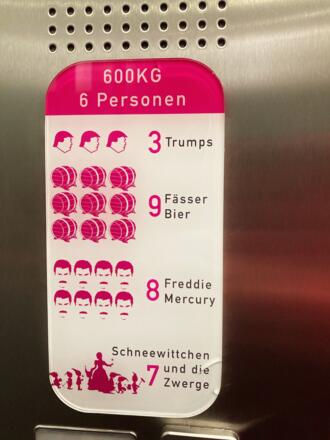 600KG
6 Personen
3 Trumps
9 Fässer
Bier
8 Freddie
Mercury
Schneewittchen
7 und die
Zwerge